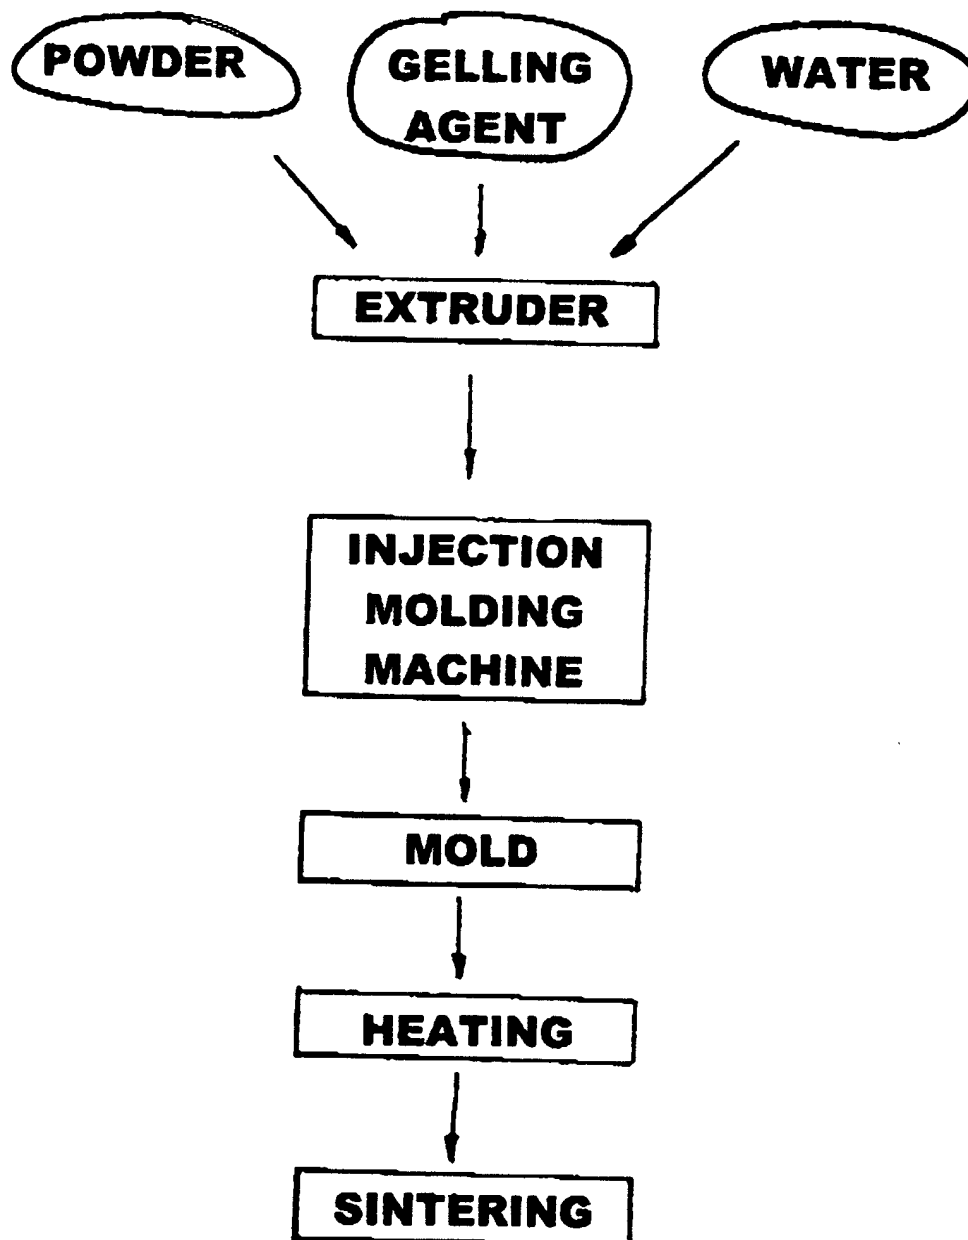 POWDER
GELLING
AGENT
WATER
EXTRUDER
INJECTION
MOLDING
MACHINE
MOLD
HEATING
SINTERING